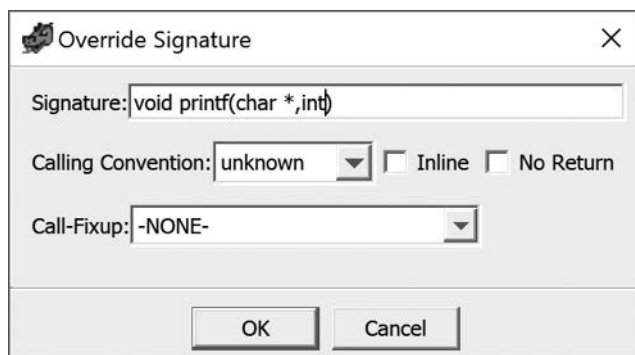 Override Signature
Signature: void printf(char *,int)
Calling Convention: unknown Inline No Return
Call-Fixup: -NONE-
OK Cancel